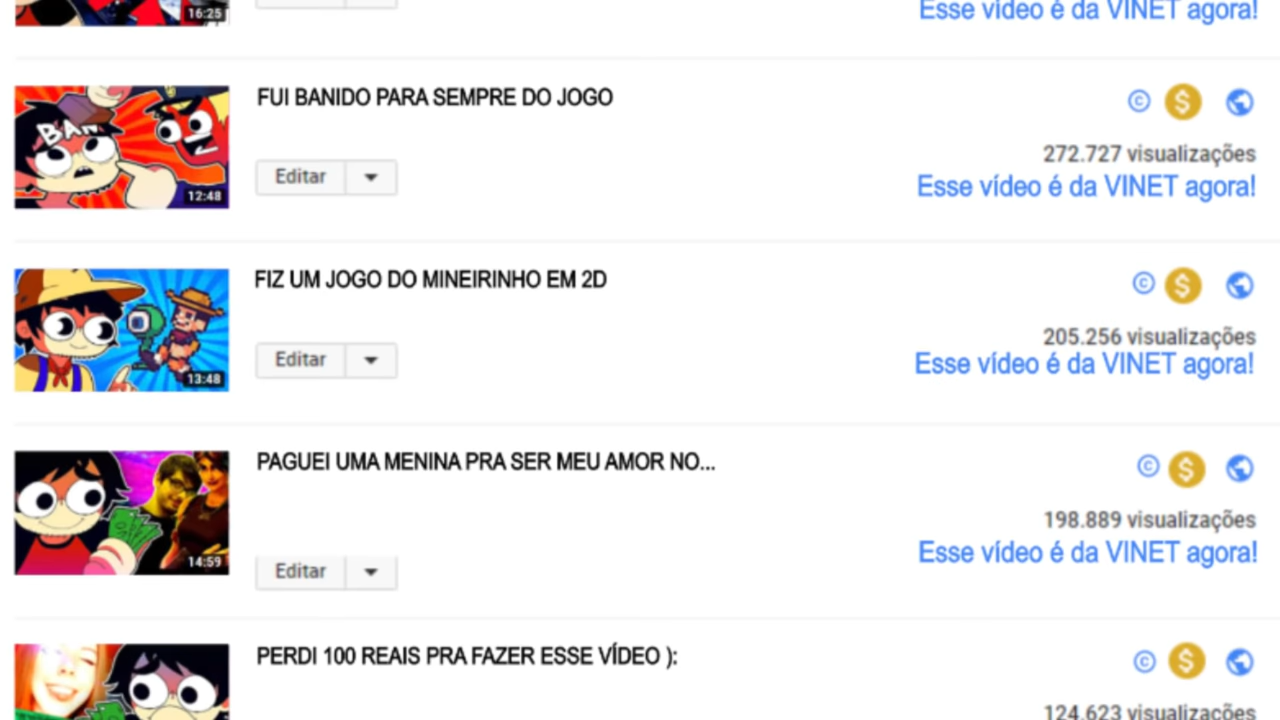 16:25
Esse vídeo é da VINET agora!
FUI BANIDO PARA SEMPRE DO JOGO
BAN
12:48
Editar
272.727 visualizações
Esse vídeo é da VINET agora!
FIZ UM JOGO DO MINEIRINHO EM 2D
13:48
Editar
205.256 visualizações
Esse vídeo é da VINET agora!
PAGUEI UMA MENINA PRA SER MEU AMOR NO...
14:59
Editar
198.889 visualizações
Esse vídeo é da VINET agora!
PERDI 100 REAIS PRA FAZER ESSE VÍDEO ):
124.623 visualizações